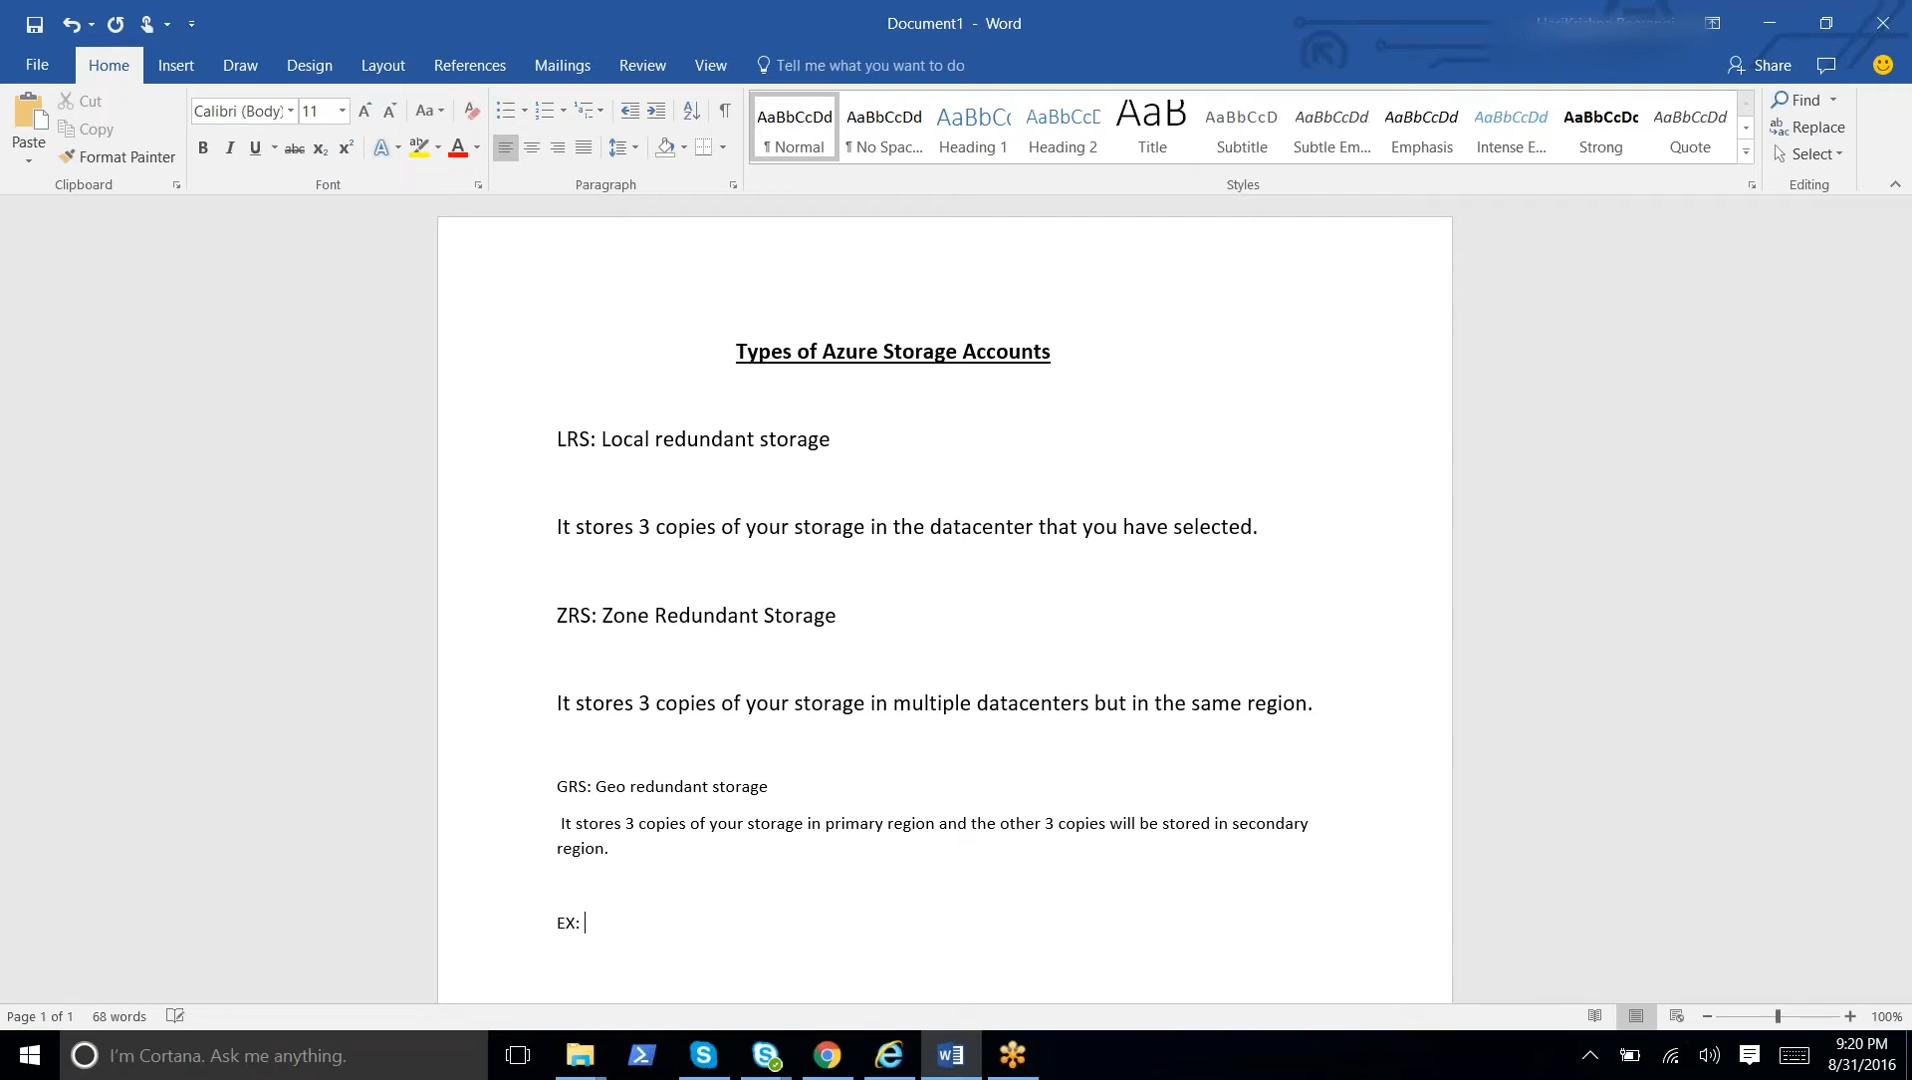 Document1 - Word
File Home Insert Draw Design Layout References Mailings Review View Tell me what you want to do Share
Paste
Cut
Copy
Format Painter
Clipboard
Calibri (Body) 11
Font
Paragraph
AaBbCcDd AaBbCcDd AaBbCc AaBbCcD AaB AaBbCcD AaBbCcDd AaBbCcDd AaBbCcDd AaBbCcDc AaBbCcDd
¶ Normal ¶ No Spac... Heading 1 Heading 2 Title Subtitle Subtle Em... Emphasis Intense E... Strong Quote
Styles
Find
Replace
Select
Editing
Types of Azure Storage Accounts
LRS: Local redundant storage
It stores 3 copies of your storage in the datacenter that you have selected.
ZRS: Zone Redundant Storage
It stores 3 copies of your storage in multiple datacenters but in the same region.
GRS: Geo redundant storage
It stores 3 copies of your storage in primary region and the other 3 copies will be stored in secondary
region.
EX:
Page 1 of 1 68 words 100%
I'm Cortana. Ask me anything.
9:20 PM
8/31/2016